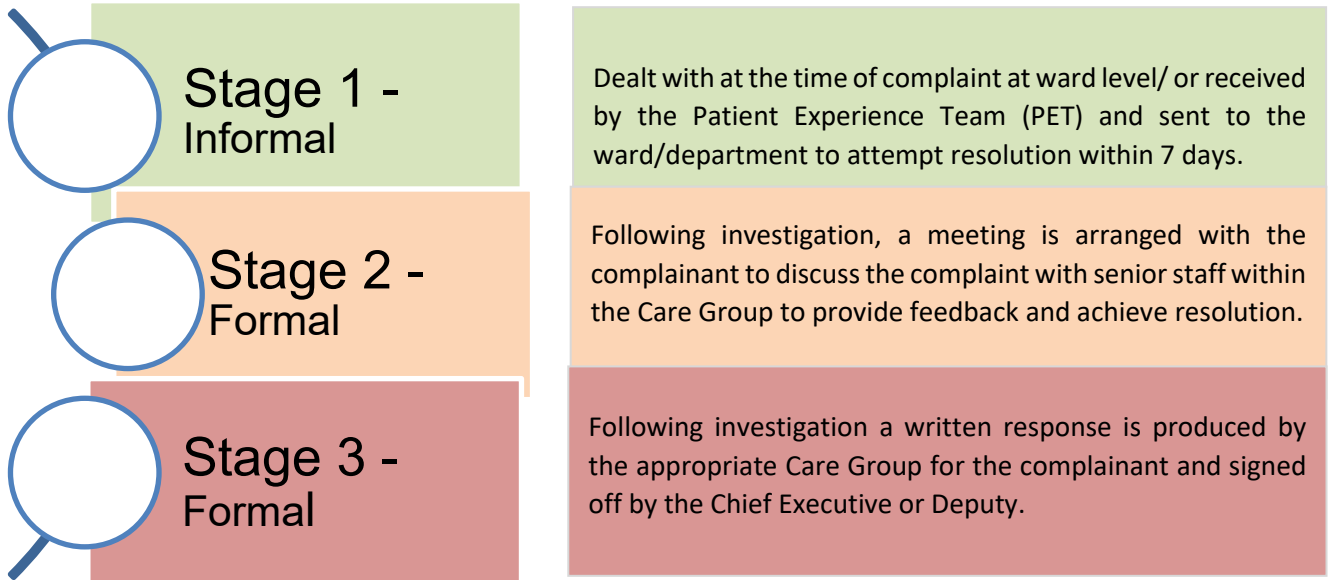 Stage 1 -
Informal
Dealt with at the time of complaint at ward level/ or received
by the Patient Experience Team (PET) and sent to the
ward/department to attempt resolution within 7 days.
Stage 2 -
Formal
Following investigation, a meeting is arranged with the
complainant to discuss the complaint with senior staff within
the Care Group to provide feedback and achieve resolution.
Stage 3 -
Formal
Following investigation a written response is produced by
the appropriate Care Group for the complainant and signed
off by the Chief Executive or Deputy.